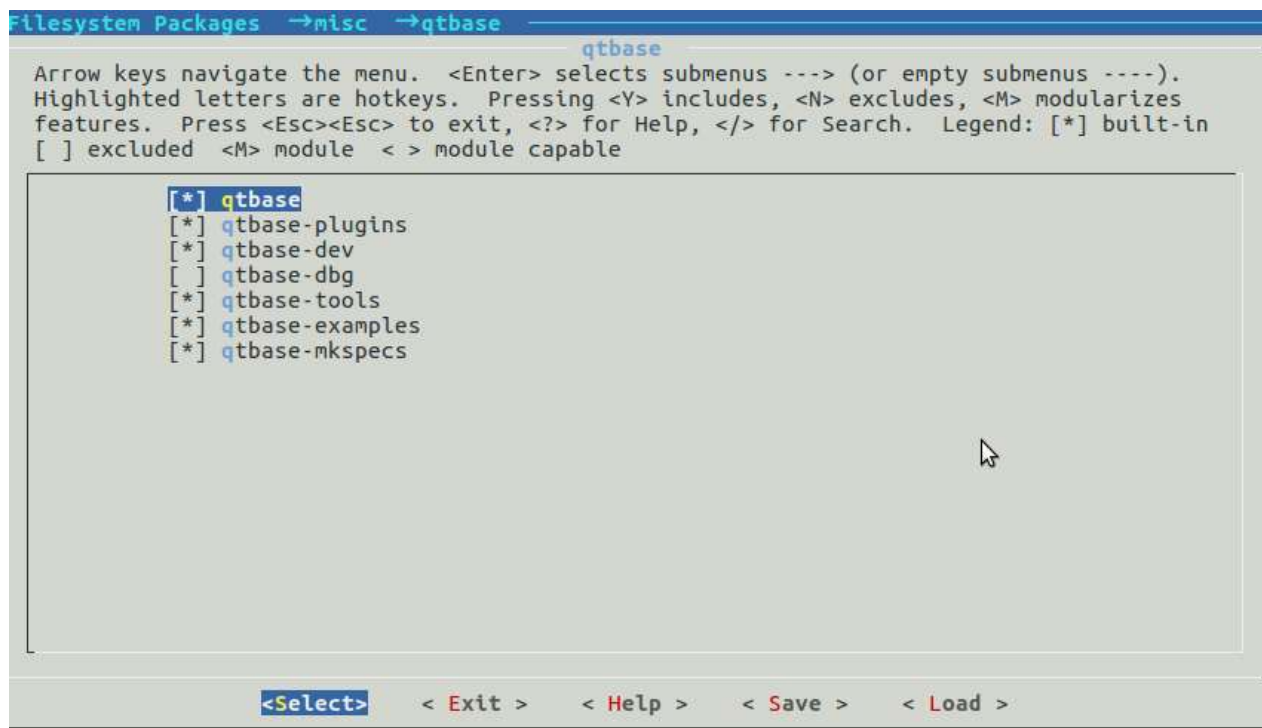 Filesystem Packages →misc →qtbase
qtbase
Arrow keys navigate the menu. <Enter> selects submenus ---> (or empty submenus ----).
Highlighted letters are hotkeys. Pressing <Y> includes, <N> excludes, <M> modularizes
features. Press <Esc><Esc> to exit, <?> for Help, </> for Search. Legend: [*] built-in
[ ] excluded <M> module < > module capable
[*] qtbase
[*] qtbase-plugins
[*] qtbase-dev
[ ] qtbase-dbg
[*] qtbase-tools
[*] qtbase-examples
[*] qtbase-mkspecs
<Select> < Exit > < Help > < Save > < Load >